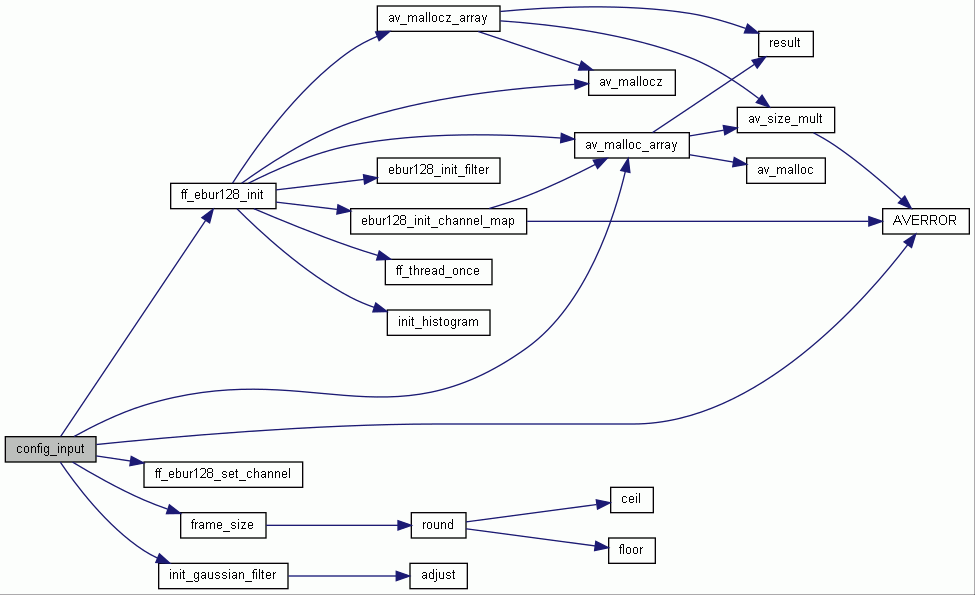 av_mallocz_array
result
av_mallocz
av_size_mult
av_malloc_array
ebur128_init_filter
av_malloc
ff_ebur128_init
ebur128_init_channel_map
AVERROR
ff_thread_once
init_histogram
config_input
ff_ebur128_set_channel
ceil
frame_size
round
floor
init_gaussian_filter
adjust